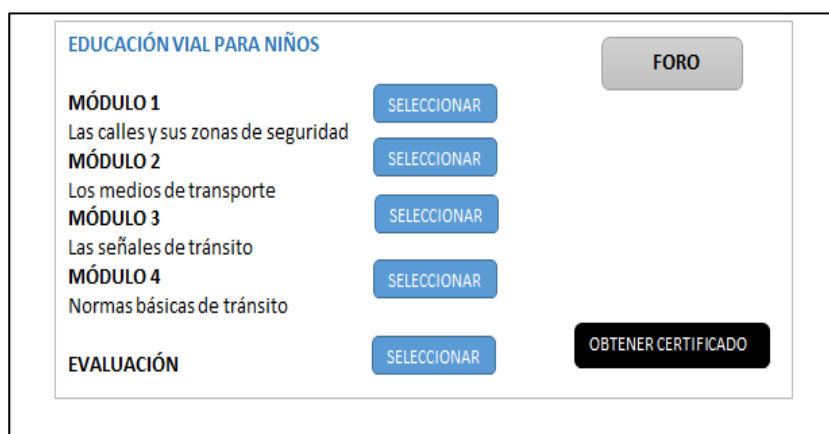 EDUCACIÓN VIAL PARA NIÑOS
FORO
MÓDULO 1
SELECCIONAR
Las calles y sus zonas de seguridad
MÓDULO 2
SELECCIONAR
Los medios de transporte
MÓDULO 3
SELECCIONAR
Las señales de tránsito
MÓDULO 4
SELECCIONAR
Normas básicas de tránsito
EVALUACIÓN
SELECCIONAR
OBTENER CERTIFICADO